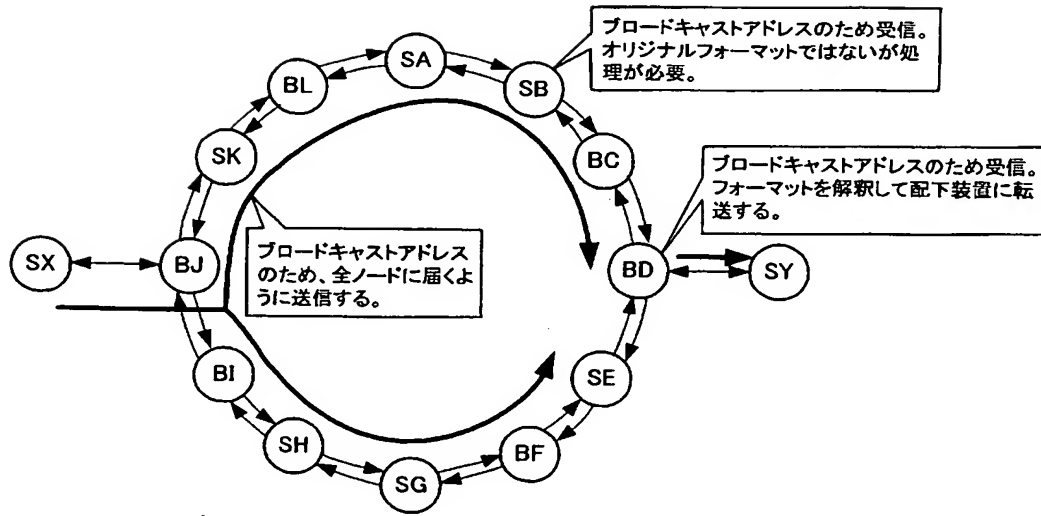 ブロードキャストアドレスのため受信。
オリジナルフォーマットではないが処
理が必要。
SA
BL
SB
SK
BC
ブロードキャストアドレスのため受信。
フォーマットを解釈して配下装置に転
送する。
ブロードキャストアドレス
のため、全ノードに届くよ
うに送信する。
SX
BJ
BD
SY
BI
SE
SH
BF
SG